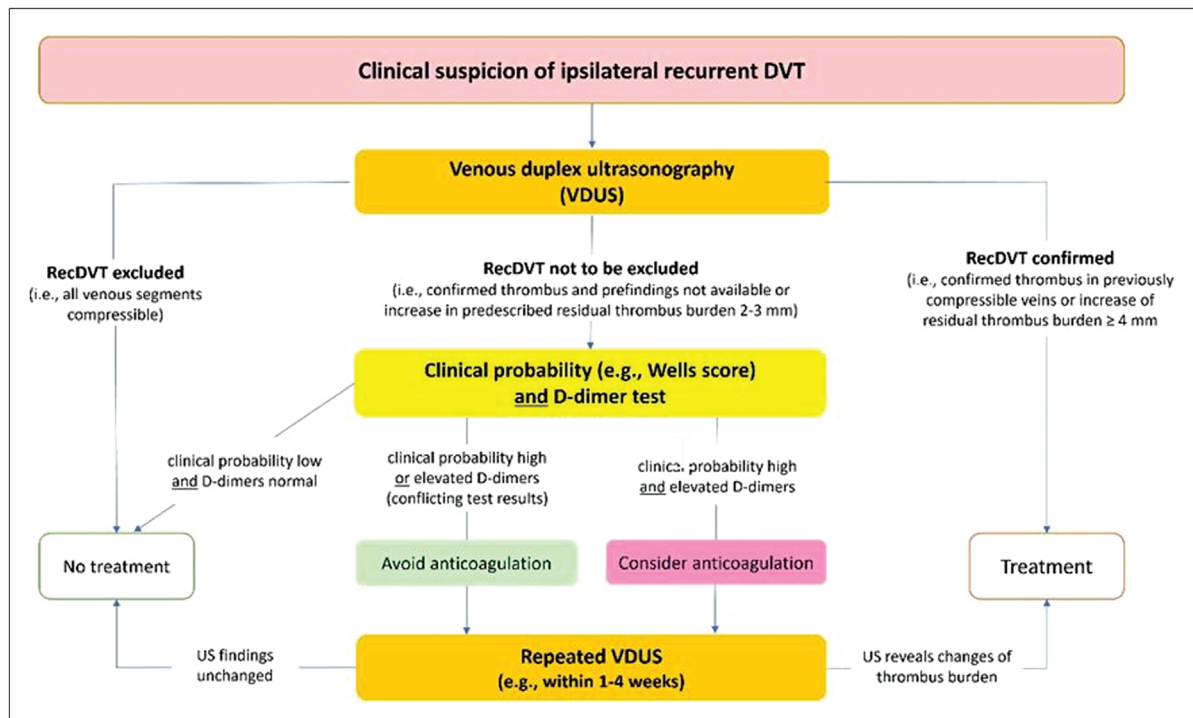 Clinical suspicion of ipsilateral recurrent DVT
Venous duplex ultrasonography
(VDUS)
RecDVT excluded
(i.e., all venous segments
compressible)
RecDVT not to be excluded
(i.e., confirmed thrombus and prefindings not available or
increase in predescribed residual thrombus burden 2-3 mm)
RecDVT confirmed
(i.e., confirmed thrombus in previously
compressible veins or increase of
residual thrombus burden ≥ 4 mm
Clinical probability (e.g., Wells score)
and D-dimer test
clinical probability low
and D-dimers normal
clinical probability high
or elevated D-dimers
(conflicting test results)
clinical probability high
and elevated D-dimers
No treatment
Avoid anticoagulation
Consider anticoagulation
Treatment
US findings
unchanged
Repeated VDUS
(e.g., within 1-4 weeks)
US reveals changes of
thrombus burden